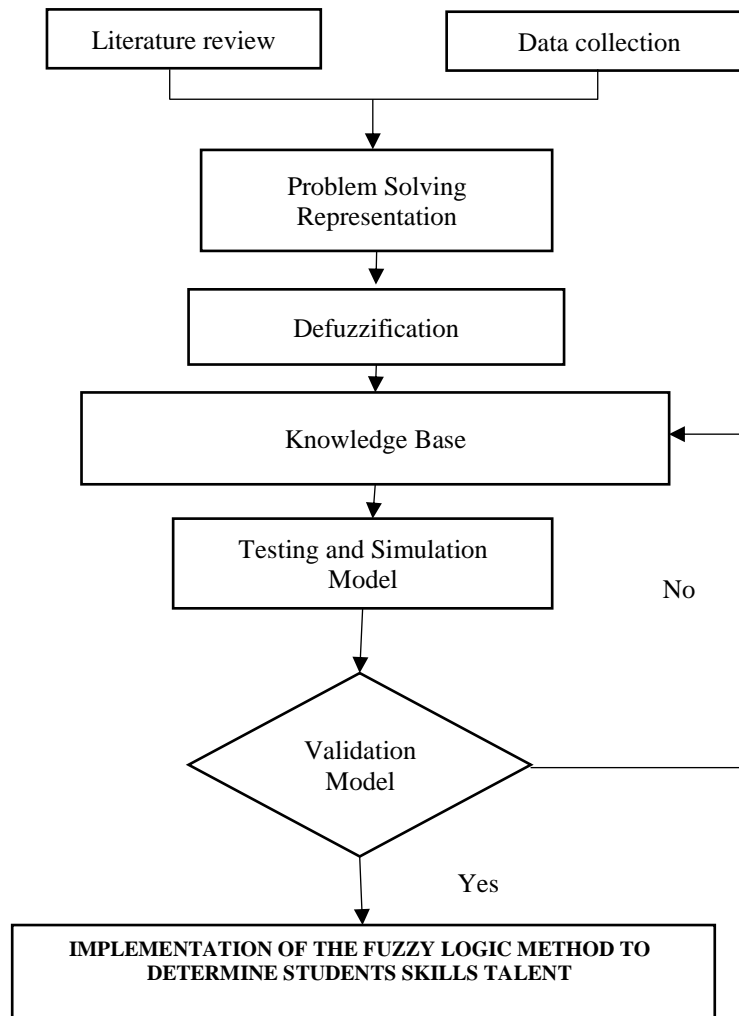 Literature review
Data collection
Problem Solving
Representation
Defuzzification
Knowledge Base
Testing and Simulation
Model
No
Validation
Model
Yes
IMPLEMENTATION OF THE FUZZY LOGIC METHOD TO
DETERMINE STUDENTS SKILLS TALENT